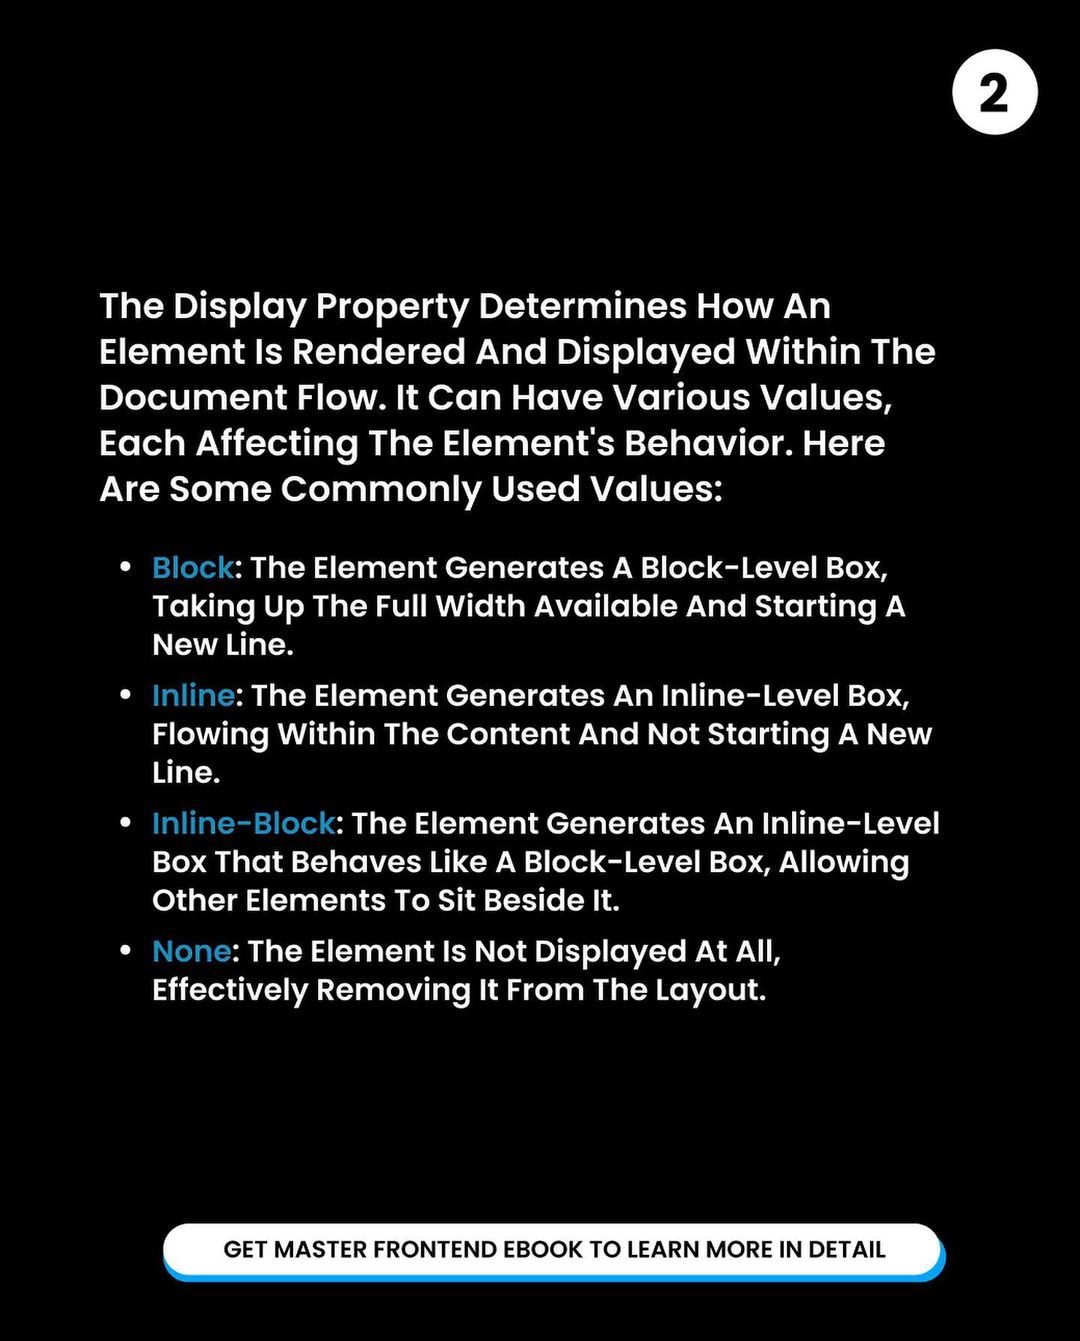 2
The Display Property Determines How An
Element Is Rendered And Displayed Within The
Document Flow. It Can Have Various Values,
Each Affecting The Element's Behavior. Here
Are Some Commonly Used Values:
• Block: The Element Generates A Block-Level Box,
Taking Up The Full Width Available And Starting A
New Line.
• Inline: The Element Generates An Inline-Level Box,
Flowing Within The Content And Not Starting A New
Line.
• Inline-Block: The Element Generates An Inline-Level
Box That Behaves Like A Block-Level Box, Allowing
Other Elements To Sit Beside It.
• None: The Element Is Not Displayed At All,
Effectively Removing It From The Layout.
GET MASTER FRONTEND EBOOK TO LEARN MORE IN DETAIL